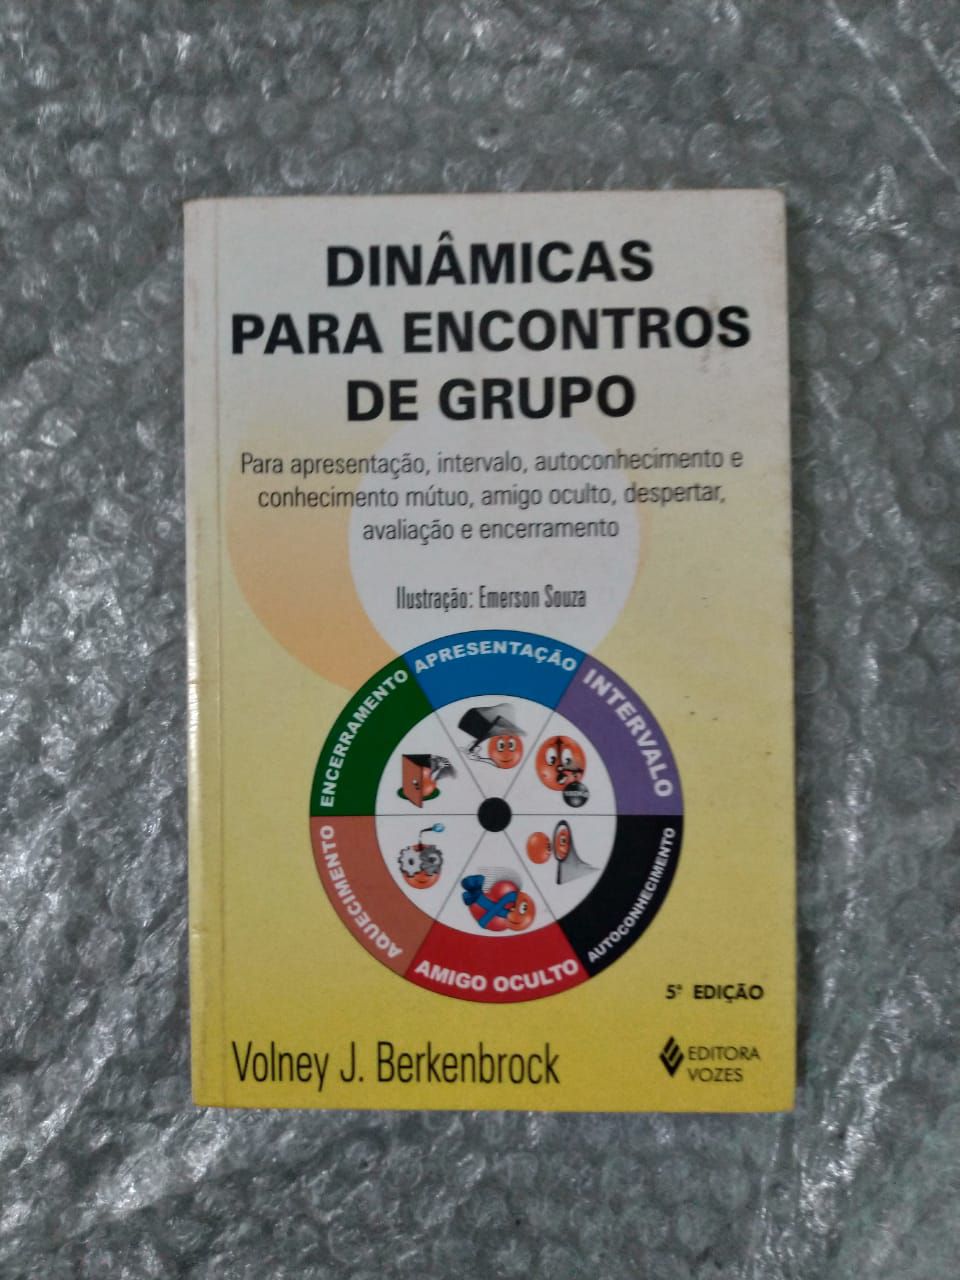 DINÂMICAS
PARA ENCONTROS
DE GRUPO
Para apresentação, intervalo, autoconhecimento e
conhecimento mútuo, amigo oculto, despertar,
avaliação e encerramento
Ilustração: Emerson Souza
APRESENTAÇÃO
INTERVALO
AUTOCONHECIMENTO
AMIGO OCULTO
AQUECIMENTO
ENCERRAMENTO
5ª EDIÇÃO
Volney J. Berkenbrock
EDITORA
VOZES